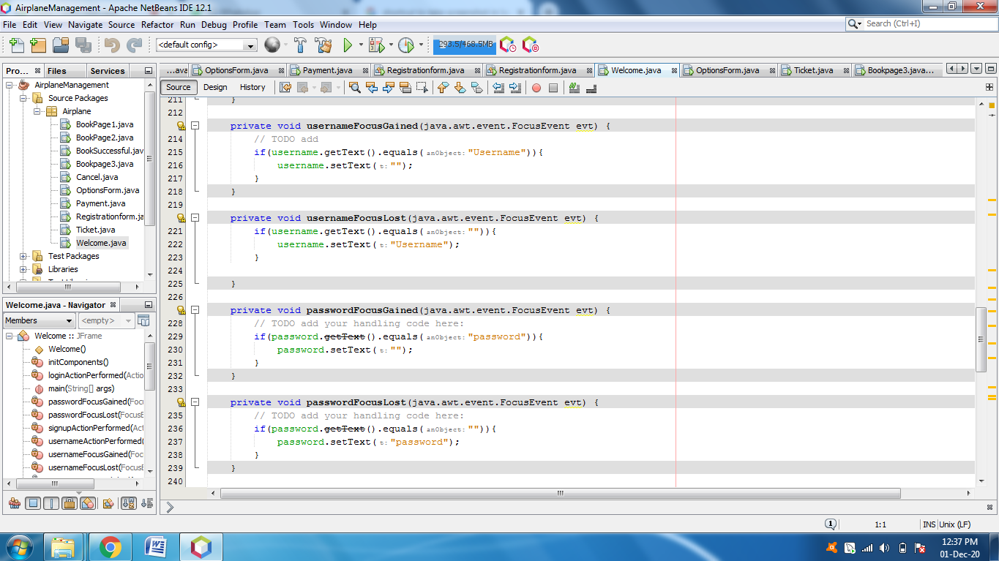 AirplaneManagement - Apache NetBeans IDE 12.1
File Edit View Navigate Source Refactor Run Debug Profile Team Tools Window Help
Search (Ctrl+I)
<default config>
293.5/468.5MB
Pro... Files Services
...ava OptionsForm.java Payment.java Registrationform.java Registrationform.java Welcome.java OptionsForm.java Ticket.java Bookpage3.java...
Source Design History
AirplaneManagement
Source Packages
Airplane
BookPage1.java
BookPage2.java
BookSuccessful.jav
Bookpage3.java
Cancel.java
OptionsForm.java
Payment.java
Registrationform.ja
Ticket.java
Welcome.java
Test Packages
Libraries
Welcome.java - Navigator
Members <empty>
Welcome :: JFrame
Welcome()
initComponents()
loginActionPerformed(Actio
main(String[] args)
passwordFocusGained(Focu
passwordFocusLost(FocusE
signupActionPerformed(Act
usernameActionPerformed(
usernameFocusGained(Foc
usernameFocusLost(FocusE
211 }
212
private void usernameFocusGained(java.awt.event.FocusEvent evt) {
214 // TODO add
215 if(username.getText().equals( anObject: "Username")){
216 username.setText( t: "");
217 }
218 }
219
private void usernameFocusLost(java.awt.event.FocusEvent evt) {
221 if(username.getText().equals( anObject: "")){
222 username.setText( t: "Username");
223 }
224
225 }
226
private void passwordFocusGained(java.awt.event.FocusEvent evt) {
228 // TODO add your handling code here:
229 if(password.getText().equals( anObject: "password")){
230 password.setText( t: "");
231 }
232 }
233
private void passwordFocusLost(java.awt.event.FocusEvent evt) {
235 // TODO add your handling code here:
236 if(password.getText().equals( anObject: "")){
237 password.setText( t: "password");
238 }
239 }
240
1 1:1 INS Unix (LF)
12:37 PM
01-Dec-20